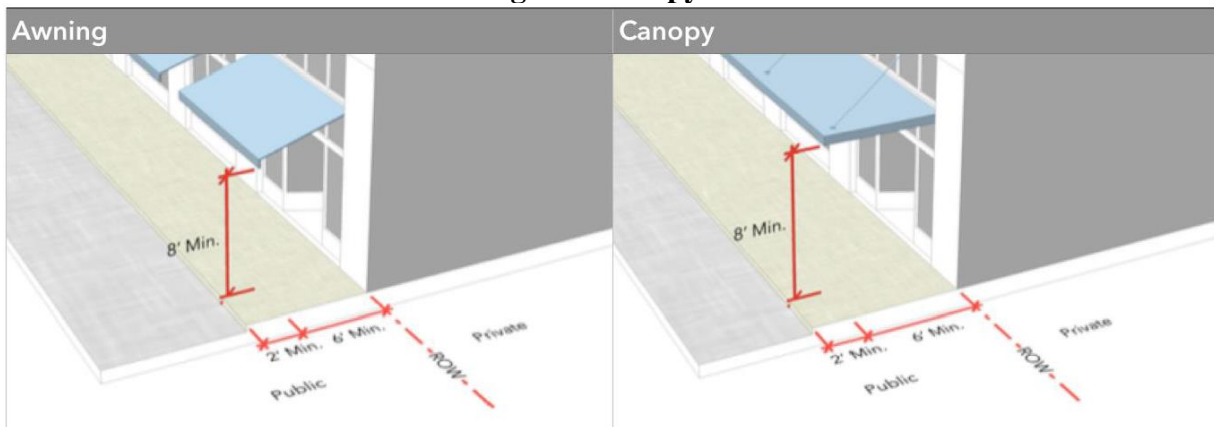 Awning
Canopy
8' Min.
2' Min.
6' Min.
ROW
Private
Public
8' Min.
2' Min.
6' Min.
ROW
Private
Public